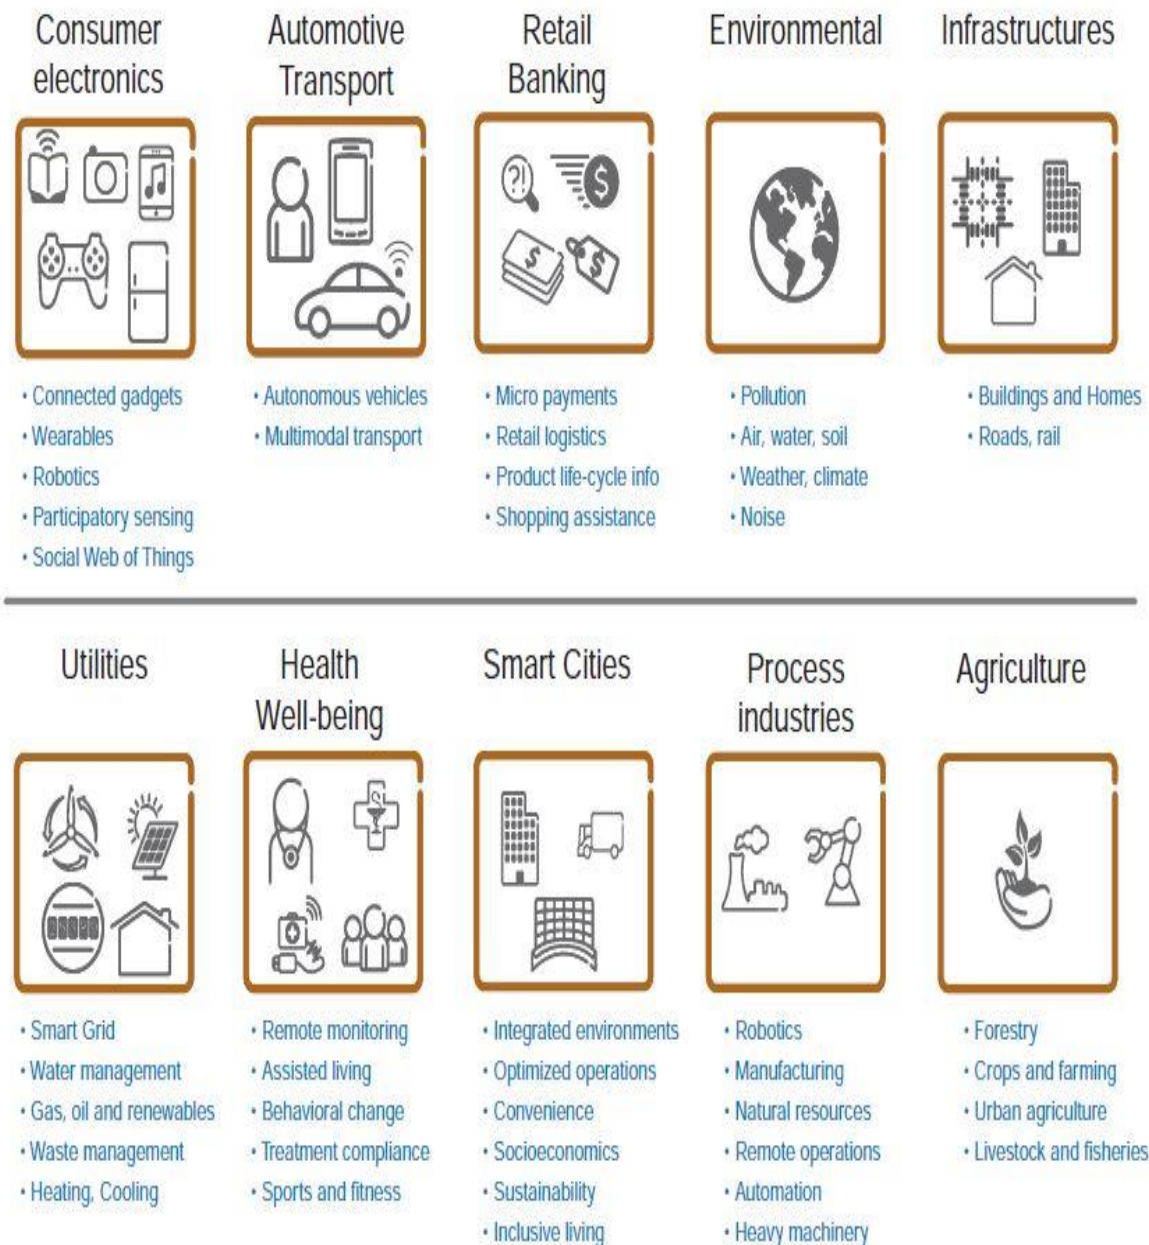 Consumer
electronics
Automotive
Transport
Retail
Banking
Environmental
Infrastructures
?!
$
$
$
• Connected gadgets
• Wearables
• Robotics
• Participatory sensing
• Social Web of Things
• Autonomous vehicles
• Multimodal transport
• Micro payments
• Retail logistics
• Product life-cycle info
• Shopping assistance
• Pollution
• Air, water, soil
• Weather, climate
• Noise
• Buildings and Homes
• Roads, rail
Utilities
Health
Well-being
Smart Cities
Process
industries
Agriculture
• Smart Grid
• Water management
• Gas, oil and renewables
• Waste management
• Heating, Cooling
• Remote monitoring
• Assisted living
• Behavioral change
• Treatment compliance
• Sports and fitness
• Integrated environments
• Optimized operations
• Convenience
• Socioeconomics
• Sustainability
• Inclusive living
• Robotics
• Manufacturing
• Natural resources
• Remote operations
• Automation
• Heavy machinery
• Forestry
• Crops and farming
• Urban agriculture
• Livestock and fisheries